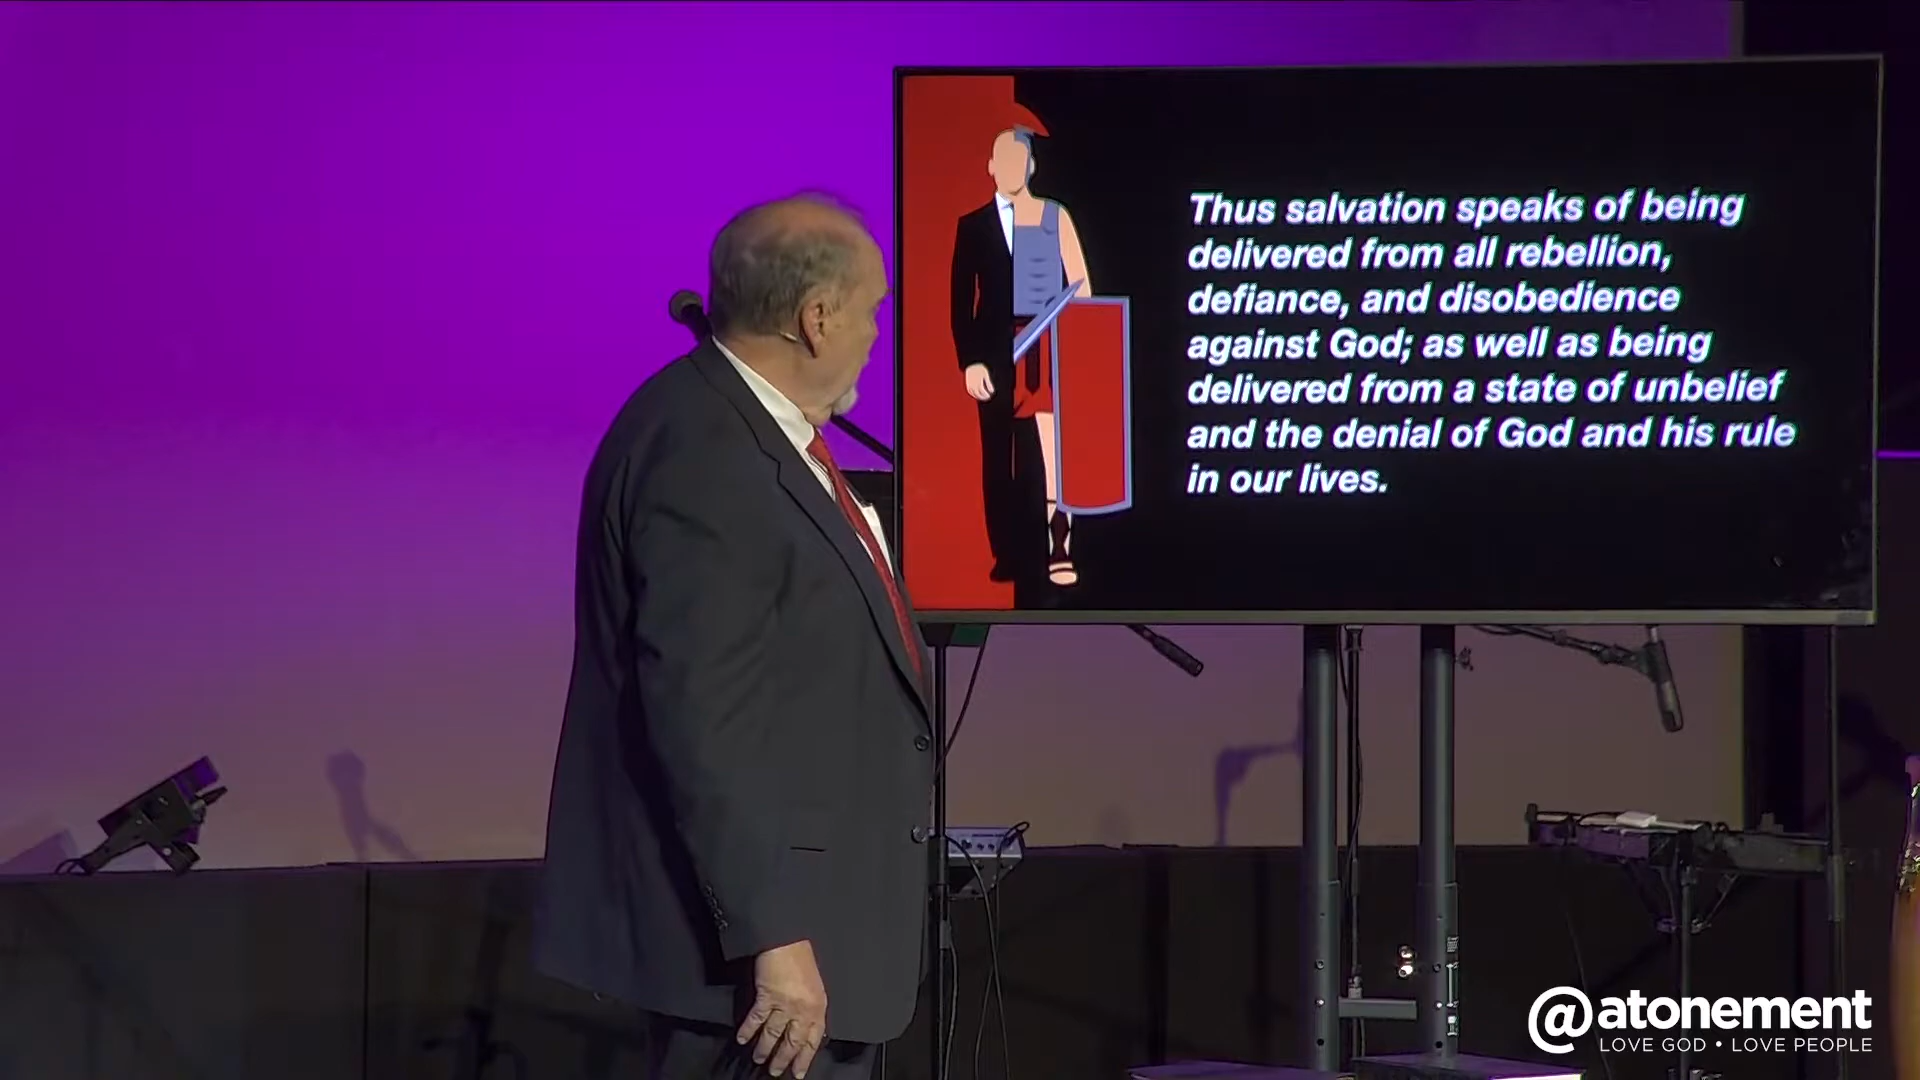 Thus salvation speaks of being
delivered from all rebellion,
defiance, and disobedience
against God; as well as being
delivered from a state of unbelief
and the denial of God and his rule
in our lives.
@atonement
LOVE GOD • LOVE PEOPLE